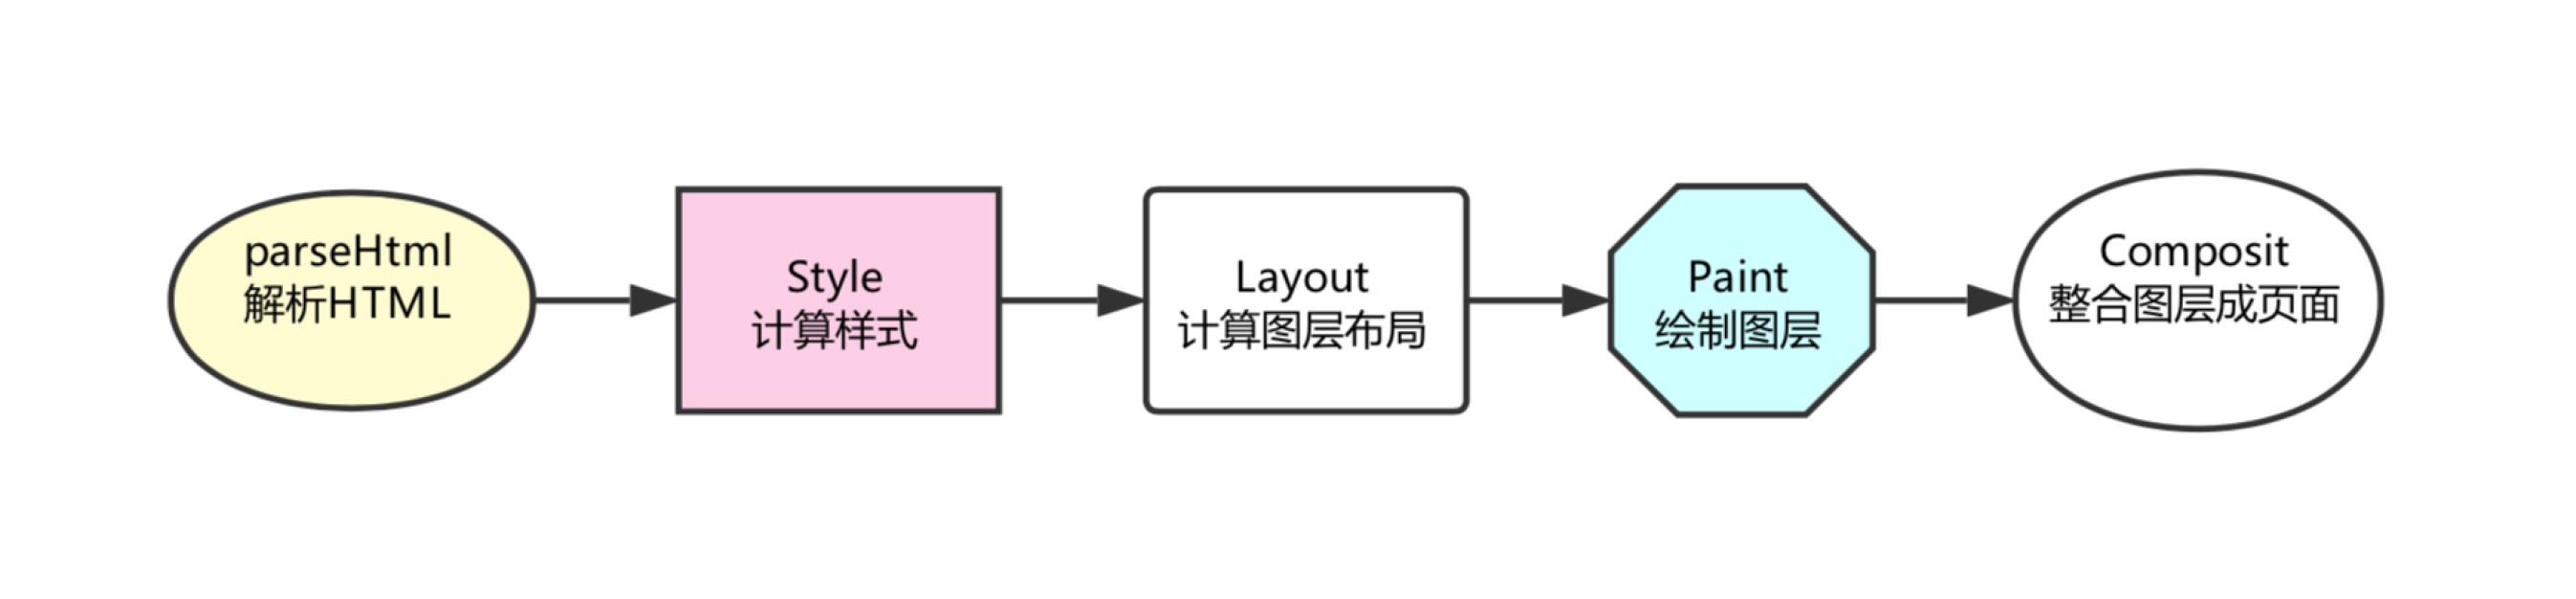 parseHtml
解析HTML
Style
计算样式
Layout
计算图层布局
Paint
绘制图层
Composit
整合图层成页面